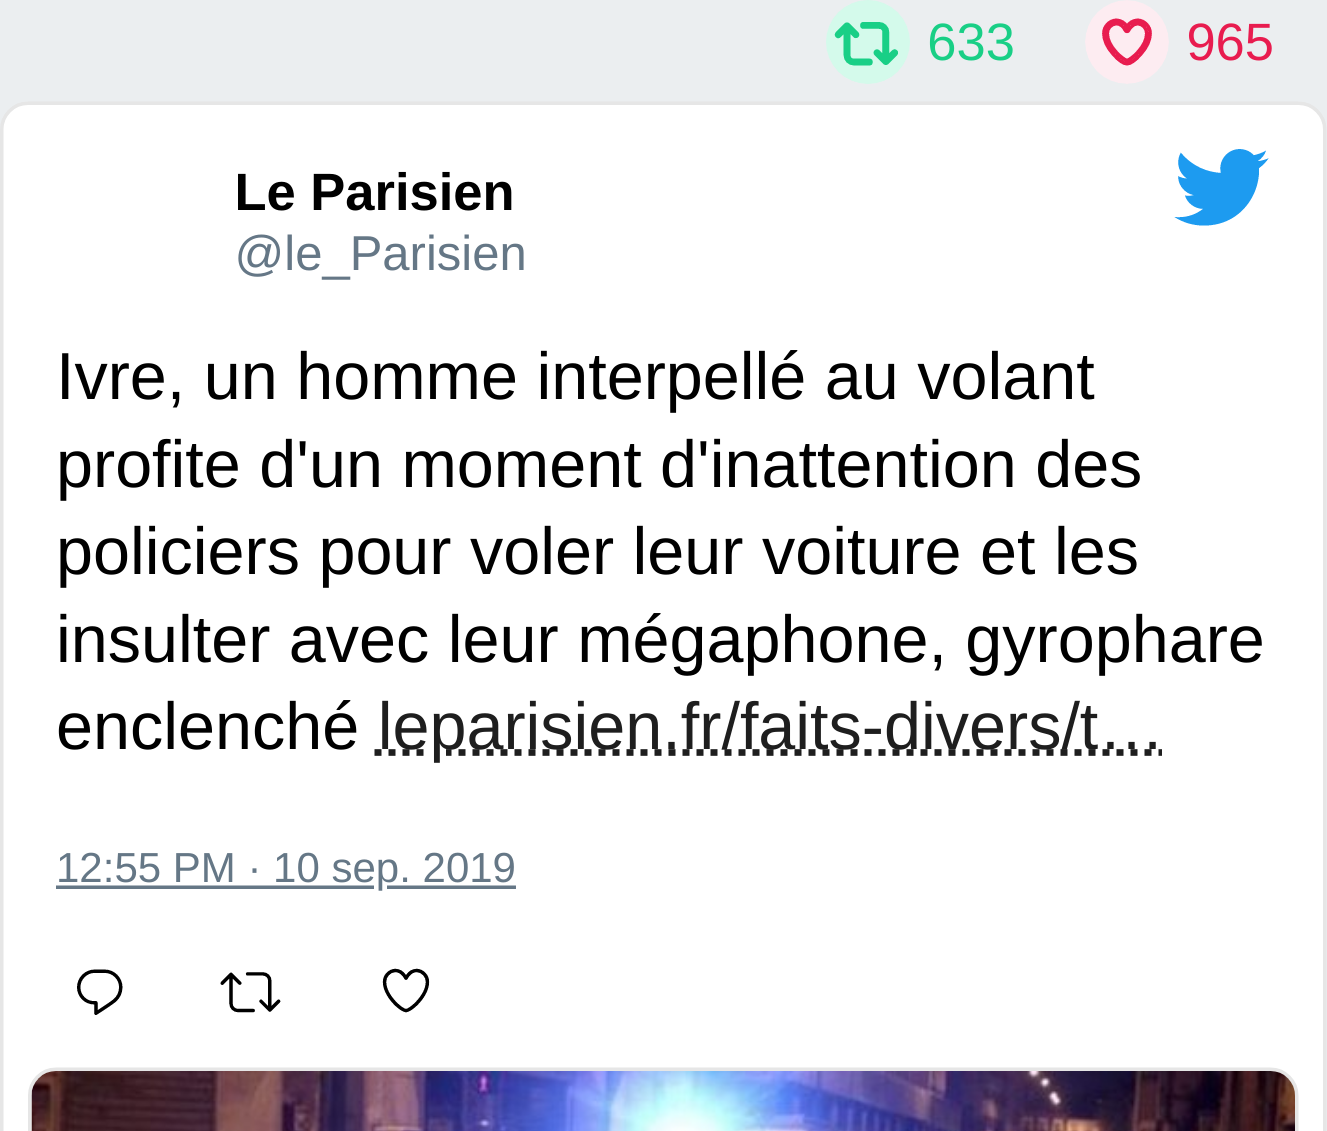 633 965
Le Parisien
@le_Parisien
Ivre, un homme interpellé au volant
profite d'un moment d'inattention des
policiers pour voler leur voiture et les
insulter avec leur mégaphone, gyrophare
enclenché leparisien.fr/faits-divers/t…
12:55 PM · 10 sep. 2019